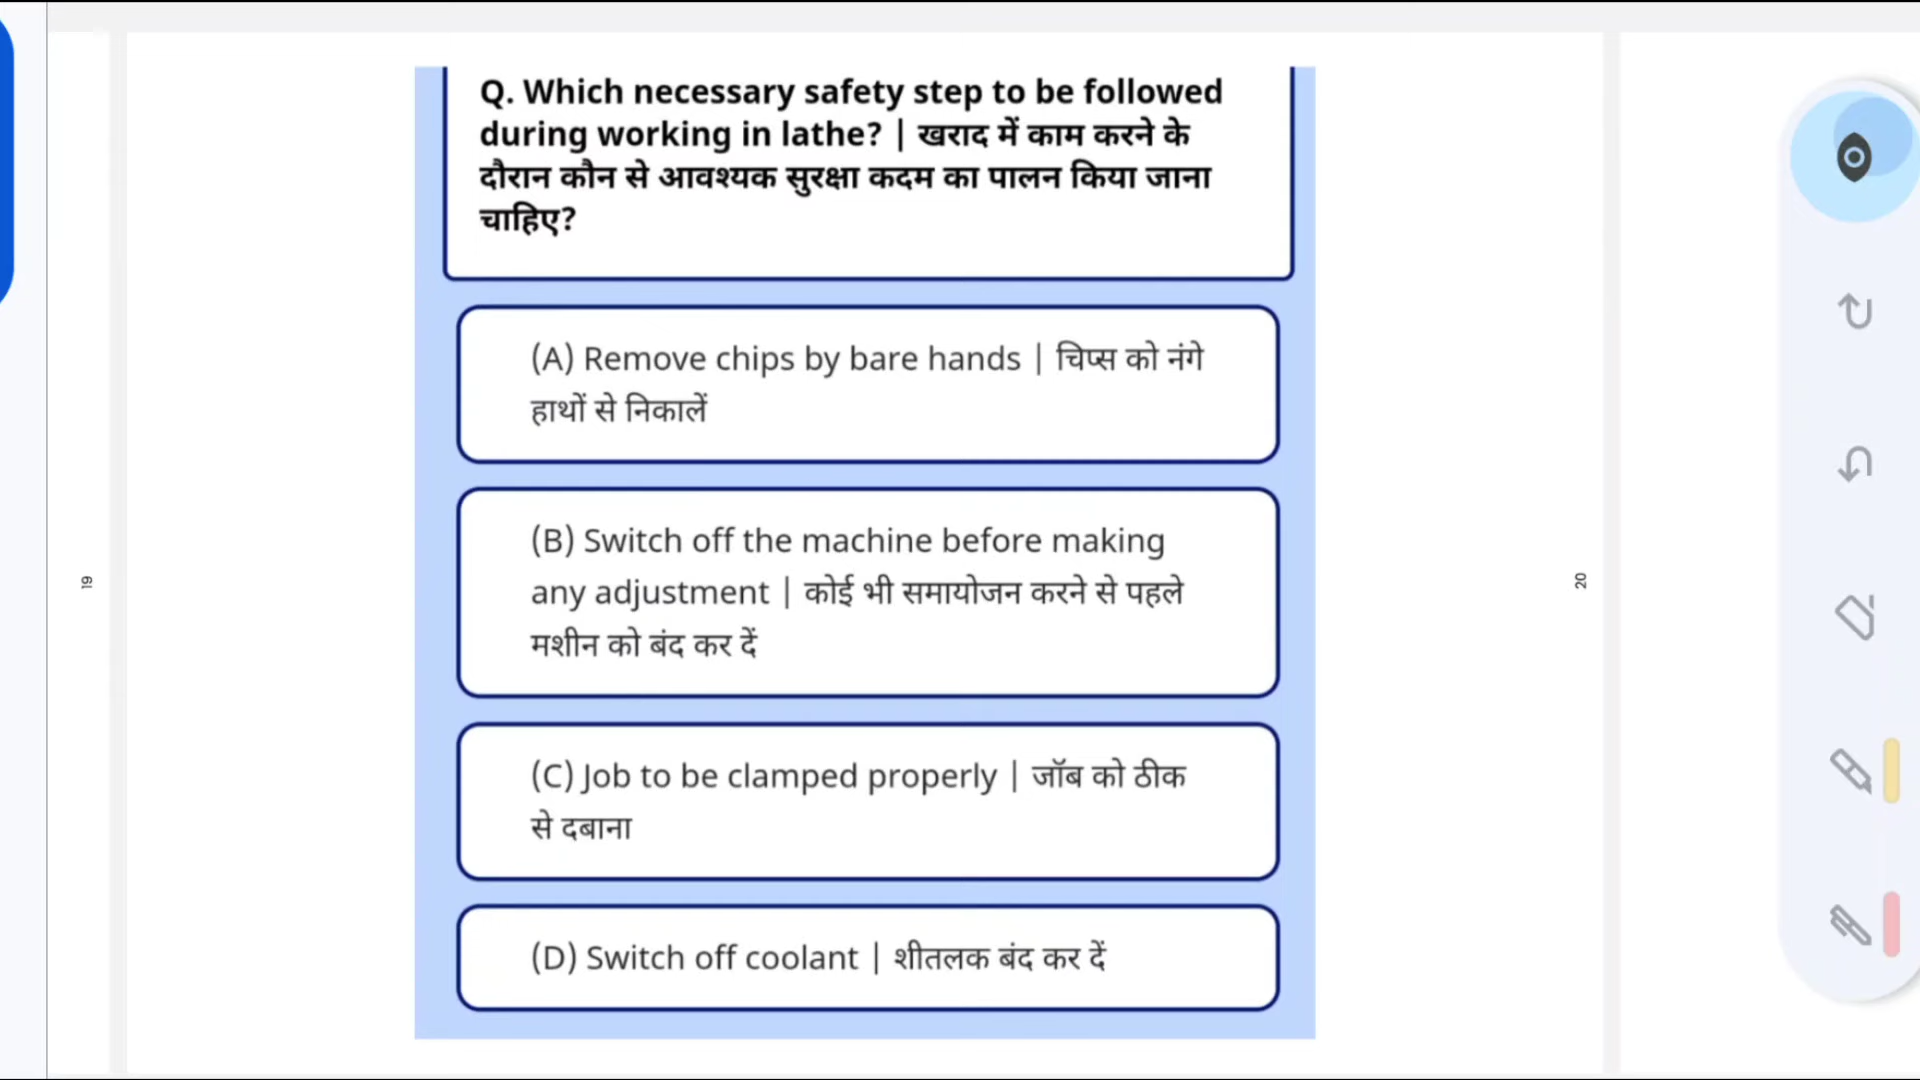 Q. Which necessary safety step to be followed
during working in lathe? | खराद में काम करने के
दौरान कौन से आवश्यक सुरक्षा कदम का पालन किया जाना
चाहिए?
(A) Remove chips by bare hands | चिप्स को नंगे
हाथों से निकालें
(B) Switch off the machine before making
any adjustment | कोई भी समायोजन करने से पहले
मशीन को बंद कर दें
(C) Job to be clamped properly | जॉब को ठीक
से दबाना
(D) Switch off coolant | शीतलक बंद कर दें
19
20